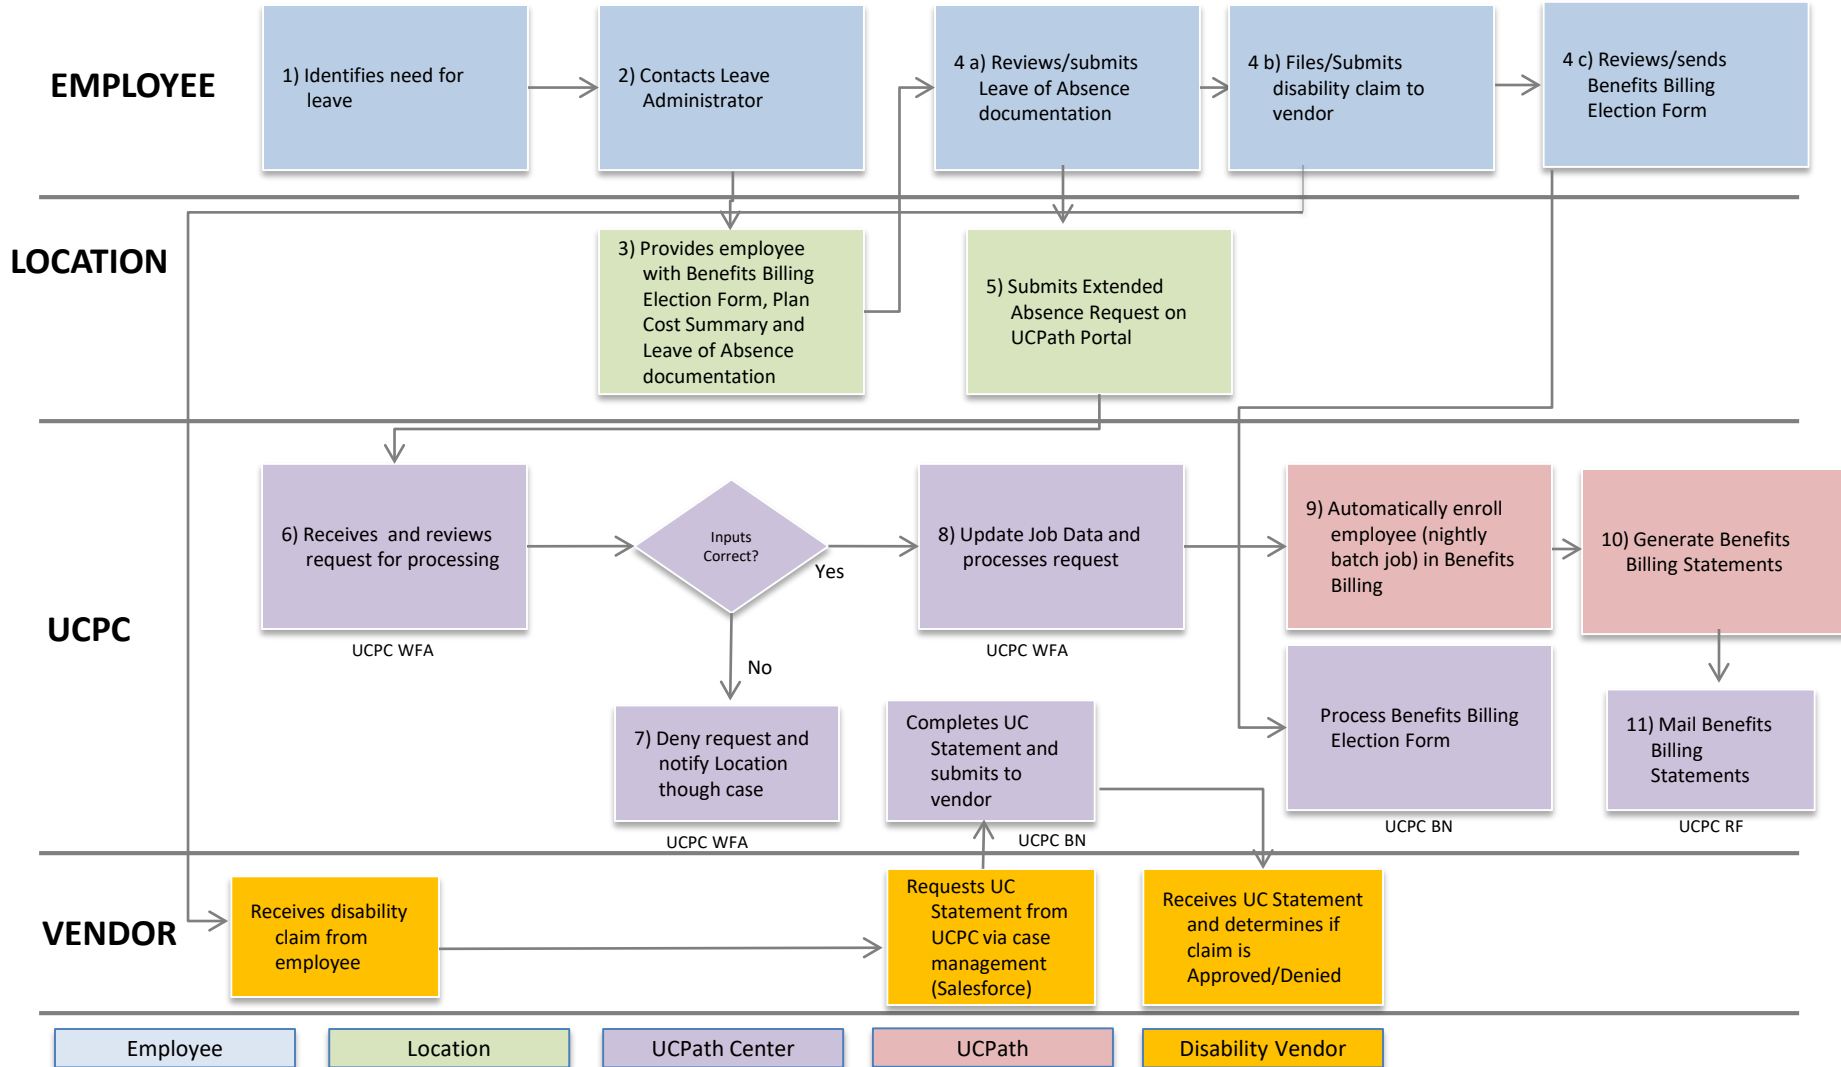 EMPLOYEE
1) Identifies need for
leave
2) Contacts Leave
Administrator
4 a) Reviews/submits
Leave of Absence
documentation
4 b) Files/Submits
disability claim to
vendor
4 c) Reviews/sends
Benefits Billing
Election Form
LOCATION
3) Provides employee
with Benefits Billing
Election Form, Plan
Cost Summary and
Leave of Absence
documentation
5) Submits Extended
Absence Request on
UCPath Portal
UCPC
6) Receives  and reviews
request for processing
UCPC WFA
Inputs
Correct?
Yes
No
8) Update Job Data and
processes request
UCPC WFA
9) Automatically enroll
employee (nightly
batch job) in Benefits
Billing
10) Generate Benefits
Billing Statements
7) Deny request and
notify Location
though case
UCPC WFA
Completes UC
Statement and
submits to
vendor
UCPC BN
Process Benefits Billing
Election Form
UCPC BN
11) Mail Benefits
Billing
Statements
UCPC RF
VENDOR
Receives disability
claim from
employee
Requests UC
Statement from
UCPC via case
management
(Salesforce)
Receives UC Statement
and determines if
claim is
Approved/Denied
Employee
Location
UCPath Center
UCPath
Disability Vendor